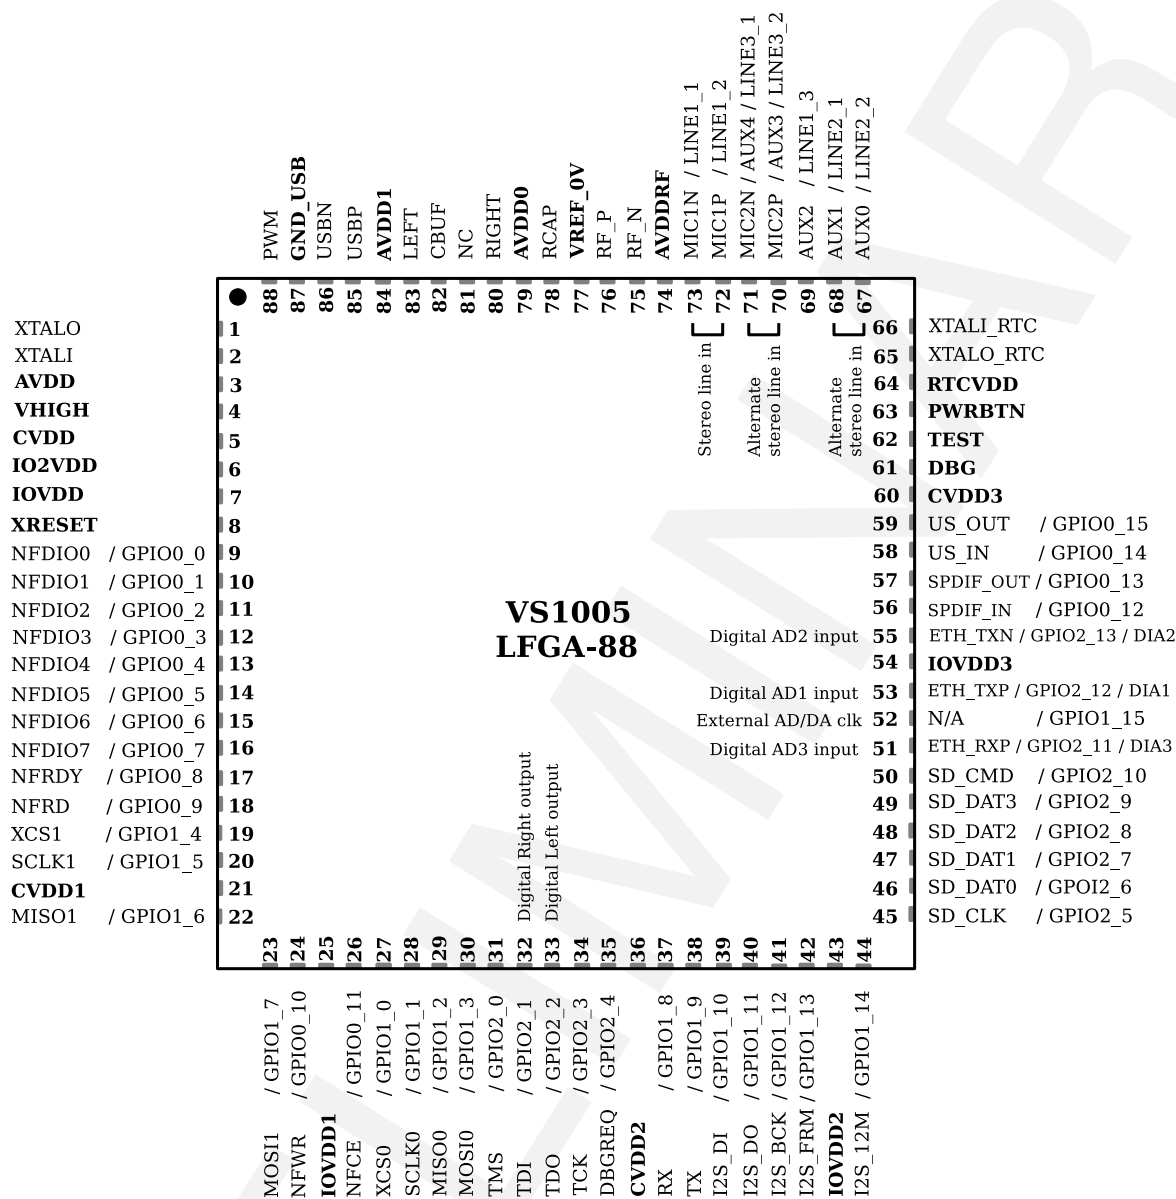 PWM
GND_USB
USBN
USBP
AVDD1
LEFT
CBUF
NC
RIGHT
AVDD0
RCAP
VREF_0V
RF_P
RF_N
AVDDRF
MIC1N / LINE1_1
MIC1P / LINE1_2
MIC2N / AUX4 / LINE3_1
MIC2P / AUX3 / LINE3_2
AUX2 / LINE1_3
AUX1 / LINE2_1
AUX0 / LINE2_2
88 87 86 85 84 83 82 81 80 79 78 77 76 75 74 73 72 71 70 69 68 67
XTALO 1
XTALI 2
AVDD 3
VHIGH 4
CVDD 5
IO2VDD 6
IOVDD 7
XRESET 8
NFDIO0 / GPIO0_0 9
NFDIO1 / GPIO0_1 10
NFDIO2 / GPIO0_2 11
NFDIO3 / GPIO0_3 12
NFDIO4 / GPIO0_4 13
NFDIO5 / GPIO0_5 14
NFDIO6 / GPIO0_6 15
NFDIO7 / GPIO0_7 16
NFRDY / GPIO0_8 17
NFRD / GPIO0_9 18
XCS1 / GPIO1_4 19
SCLK1 / GPIO1_5 20
CVDD1 21
MISO1 / GPIO1_6 22
Stereo line in
Alternate
stereo line in
Alternate
stereo line in
VS1005
LFGA-88
66 XTALI_RTC
65 XTALO_RTC
64 RTCVDD
63 PWRBTN
62 TEST
61 DBG
60 CVDD3
59 US_OUT / GPIO0_15
58 US_IN / GPIO0_14
57 SPDIF_OUT / GPIO0_13
56 SPDIF_IN / GPIO0_12
Digital AD2 input 55 ETH_TXN / GPIO2_13 / DIA2
54 IOVDD3
Digital AD1 input 53 ETH_TXP / GPIO2_12 / DIA1
External AD/DA clk 52 N/A / GPIO1_15
Digital AD3 input 51 ETH_RXP / GPIO2_11 / DIA3
50 SD_CMD / GPIO2_10
49 SD_DAT3 / GPIO2_9
48 SD_DAT2 / GPIO2_8
47 SD_DAT1 / GPIO2_7
46 SD_DAT0 / GPOI2_6
45 SD_CLK / GPIO2_5
Digital Right output
Digital Left output
23 24 25 26 27 28 29 30 31 32 33 34 35 36 37 38 39 40 41 42 43 44
MOSI1 / GPIO1_7
NFWR / GPIO0_10
IOVDD1
NFCE / GPIO0_11
XCS0 / GPIO1_0
SCLK0 / GPIO1_1
MISO0 / GPIO1_2
MOSI0 / GPIO1_3
TMS / GPIO2_0
TDI / GPIO2_1
TDO / GPIO2_2
TCK / GPIO2_3
DBGREQ / GPIO2_4
CVDD2
RX / GPIO1_8
TX / GPIO1_9
I2S_DI / GPIO1_10
I2S_DO / GPIO1_11
I2S_BCK / GPIO1_12
I2S_FRM / GPIO1_13
IOVDD2
I2S_12M / GPIO1_14